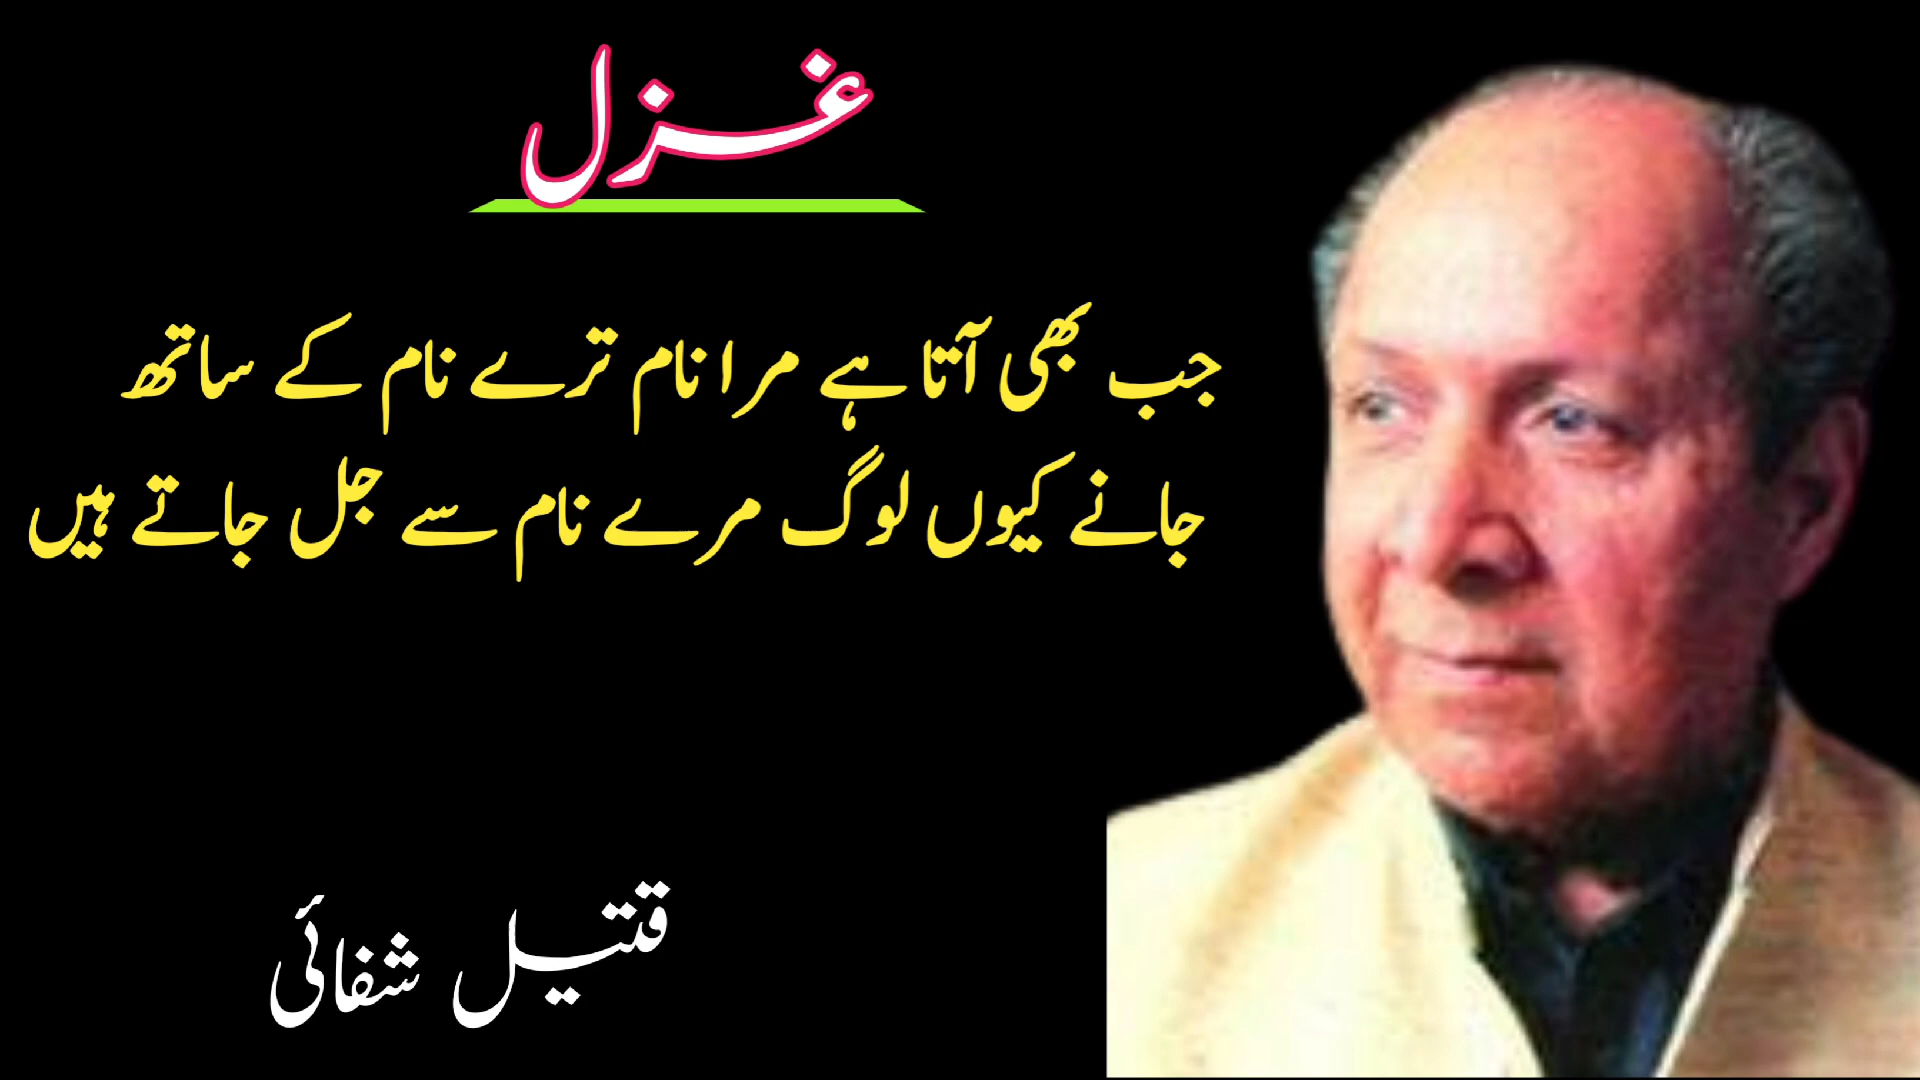 غزل
جب بھی آتا ہے مرا نام ترے نام کے ساتھ
جانے کیوں لوگ مرے نام سے جل جاتے ہیں
قتیل شفائی